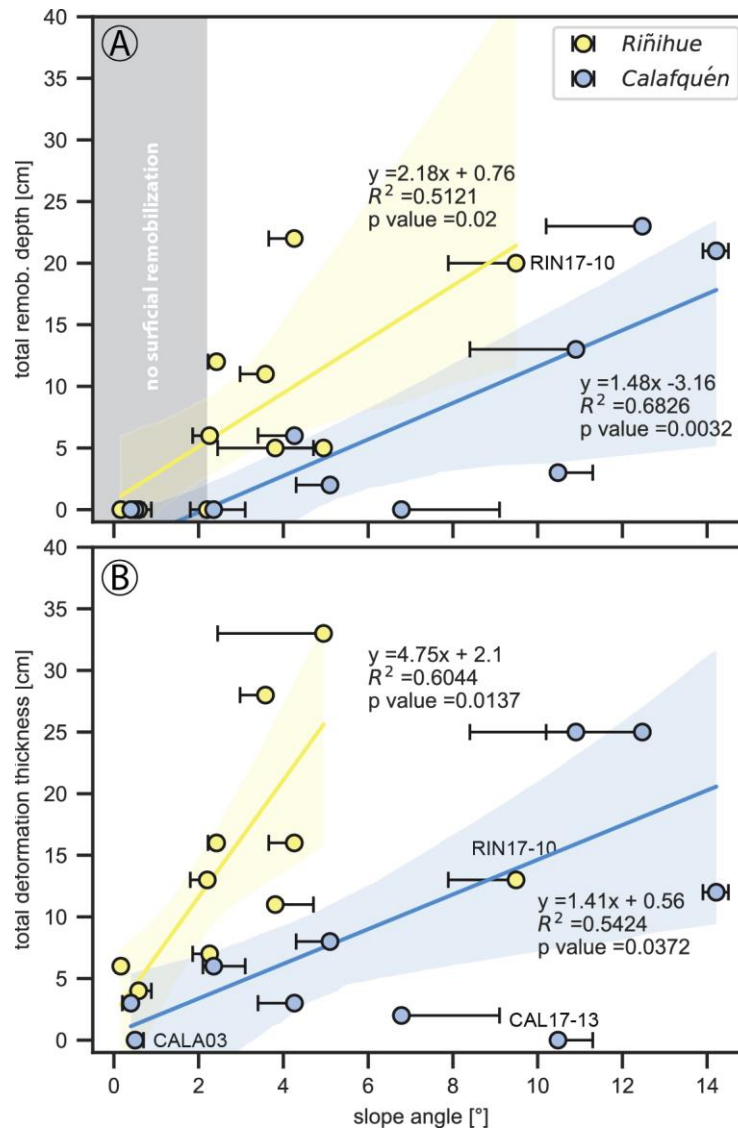 A
Riñihue
Calafquén
no surficial remobilization
y =2.18x + 0.76
R² =0.5121
p value =0.02
RIN17-10
y=1.48x -3.16
R² =0.6826
p value =0.0032
total remob. depth [cm]
40
35
30
25
20
15
10
5
0
B
y =4.75x + 2.1
R² =0.6044
p value =0.0137
RIN17-10
y =1.41x + 0.56
R² =0.5424
p value =0.0372
CALA03
CAL17-13
total deformation thickness [cm]
40
35
30
25
20
15
10
5
0
0 2 4 6 8 10 12 14
slope angle [°]